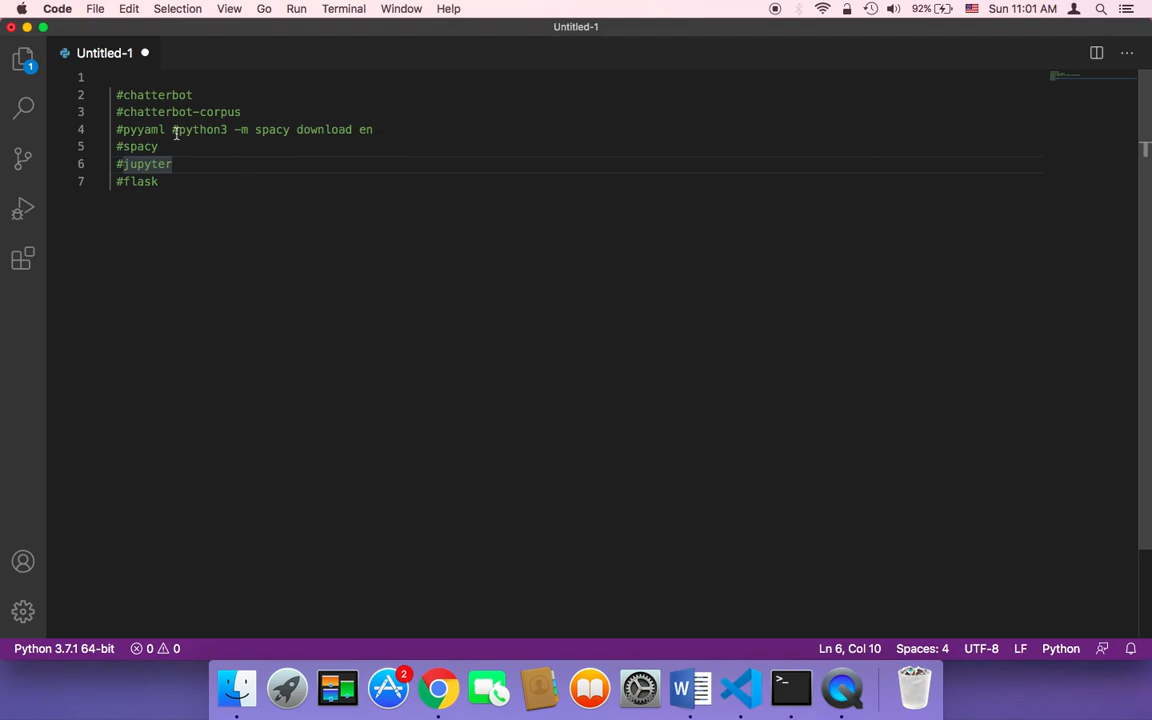 Code File Edit Selection View Go Run Terminal Window Help 92% Sun 11:01 AM
Untitled-1
1 Untitled-1
1
2 #chatterbot
3 #chatterbot-corpus
4 #pyyaml #python3 -m spacy download en
5 #spacy
6 #jupyter
7 #flask
Python 3.7.1 64-bit 0 0 Ln 6, Col 10 Spaces: 4 UTF-8 LF Python
2
W >_